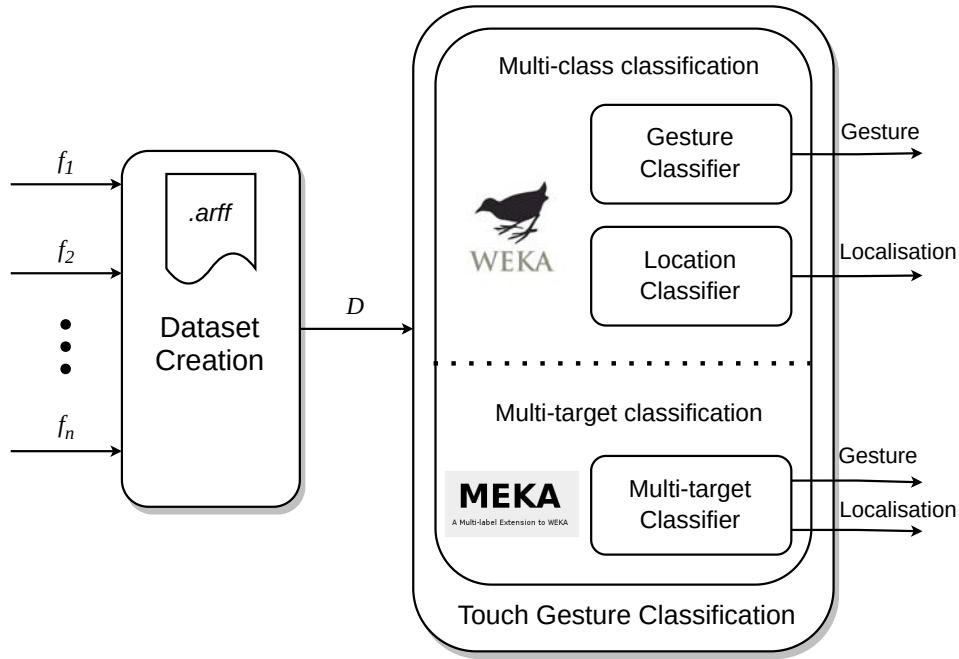 f1
f2
fn
.arff
Dataset
Creation
D
Multi-class classification
WEKA
Gesture
Classifier
Gesture
Location
Classifier
Localisation
Multi-target classification
MEKA
A Multi-label Extension to WEKA
Multi-target
Classifier
Gesture
Localisation
Touch Gesture Classification